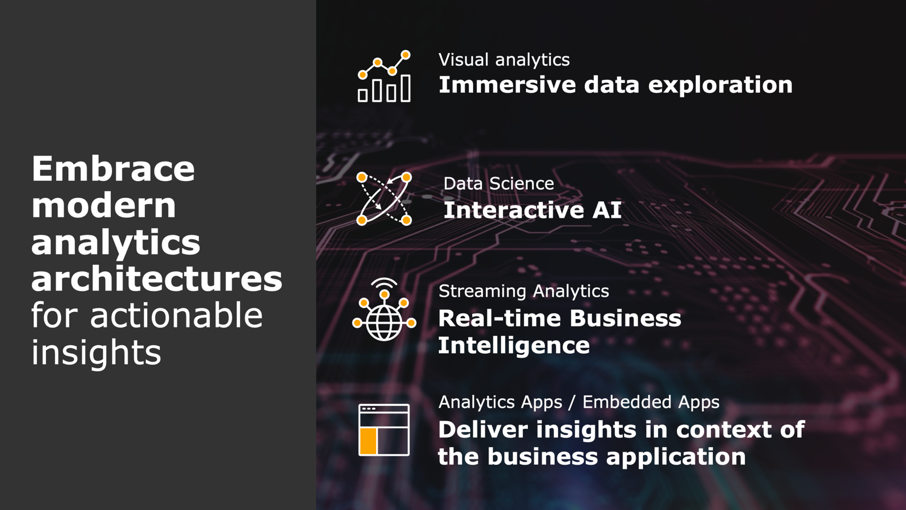 Embrace
modern
analytics
architectures
for actionable
insights
Visual analytics
Immersive data exploration
Data Science
Interactive AI
Streaming Analytics
Real-time Business
Intelligence
Analytics Apps / Embedded Apps
Deliver insights in context of
the business application